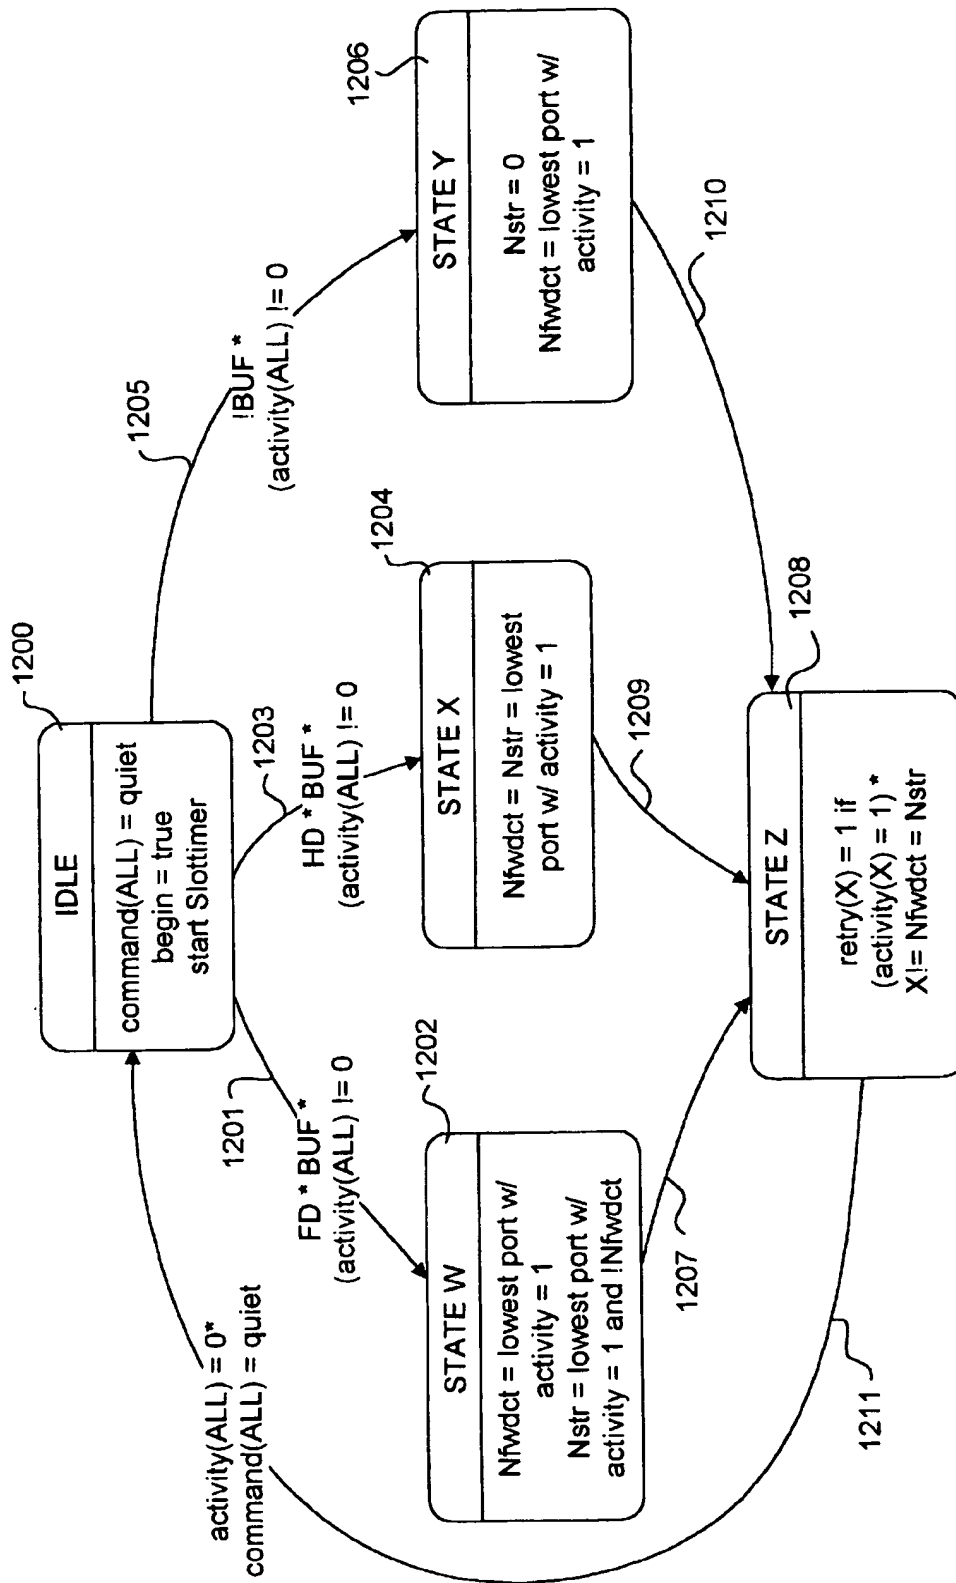 1200
IDLE
command(ALL) = quiet
begin = true
start Slottimer
activity(ALL) = 0*
command(ALL) = quiet
1201
FD * BUF *
(activity(ALL) != 0
1203
HD * BUF *
(activity(ALL) != 0
1205
!BUF *
(activity(ALL) != 0
1202
STATE W
Nfwdct = lowest port w/
activity = 1
Nstr = lowest port w/
activity = 1 and !Nfwdct
1204
STATE X
Nfwdct = Nstr = lowest
port w/ activity = 1
1206
STATE Y
Nstr = 0
Nfwdct = lowest port w/
activity = 1
1207
1209
1210
1208
STATE Z
retry(X) = 1 if
(activity(X) = 1) *
X!= Nfwdct = Nstr
1211